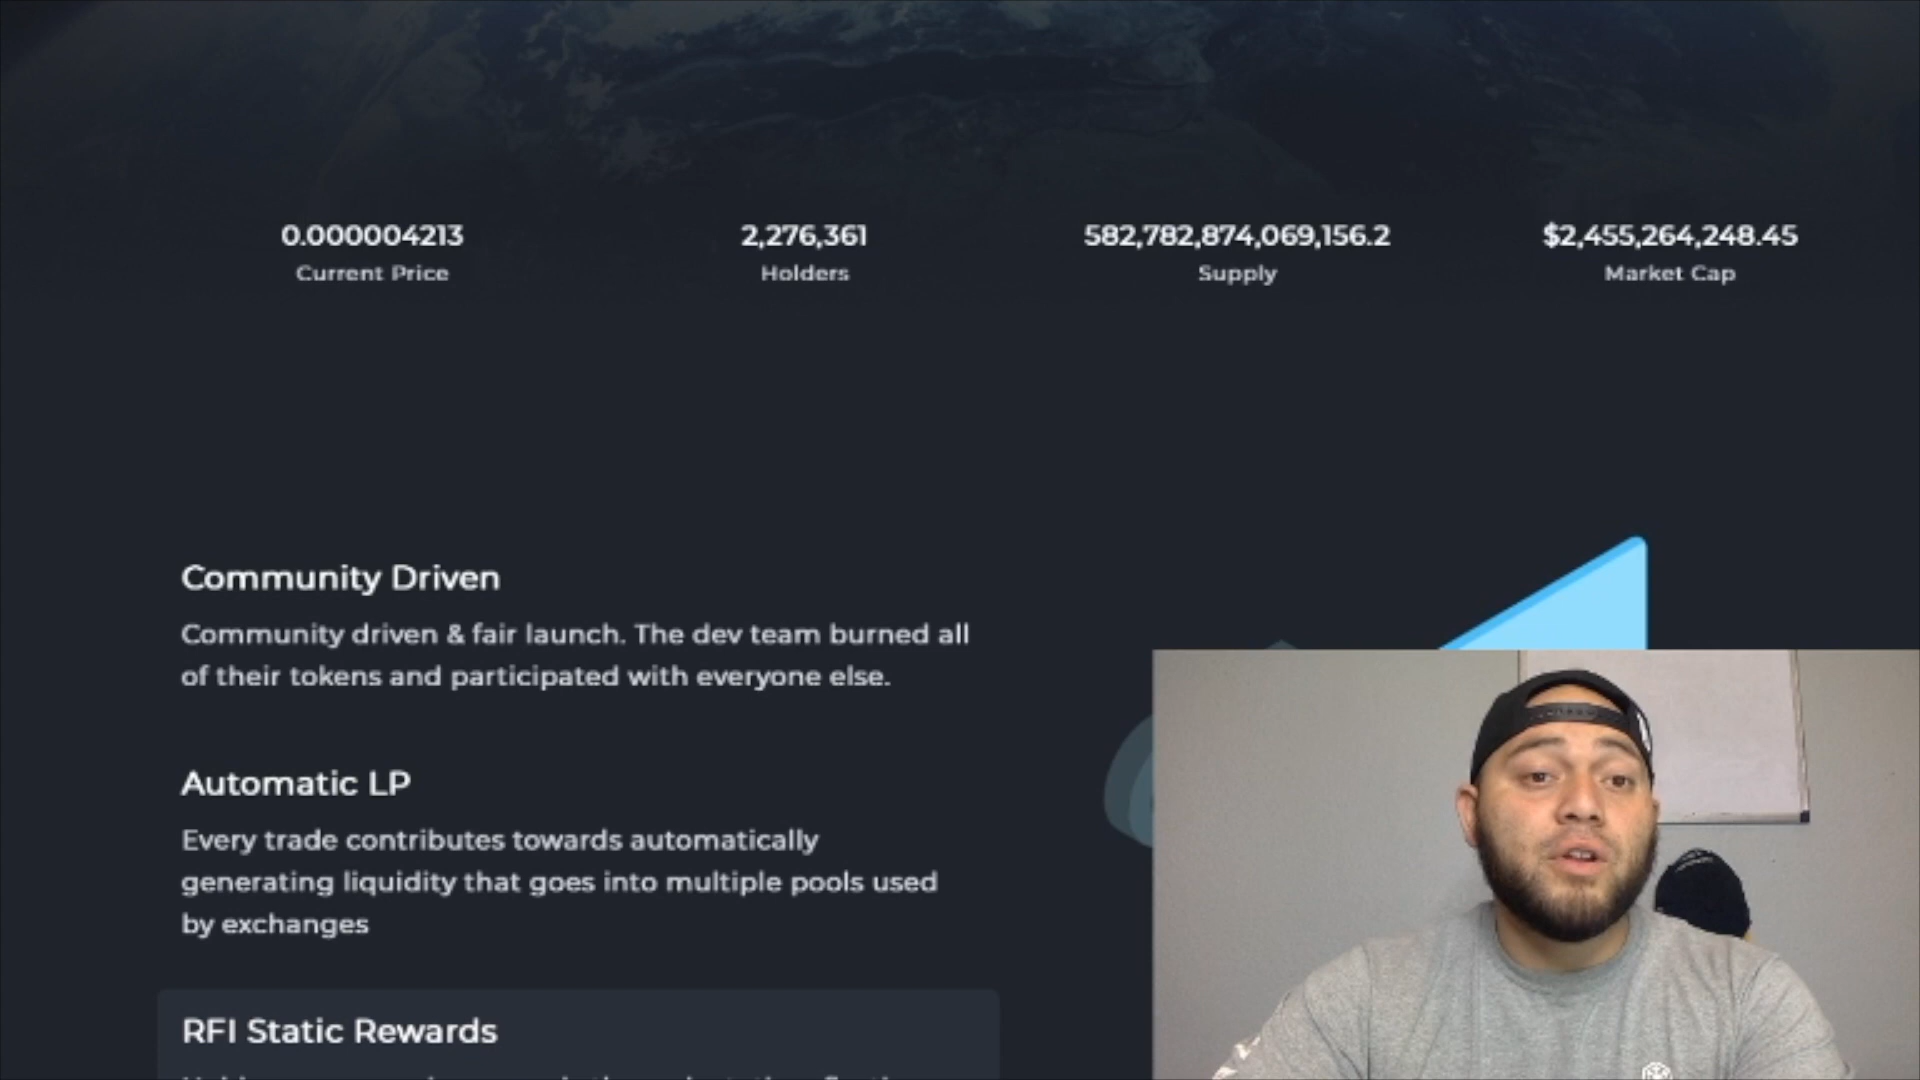 0.000004213
Current Price
2,276,361
Holders
582,782,874,069,156.2
Supply
$2,455,264,248.45
Market Cap
Community Driven
Community driven & fair launch. The dev team burned all
of their tokens and participated with everyone else.
Automatic LP
Every trade contributes towards automatically
generating liquidity that goes into multiple pools used
by exchanges
RFI Static Rewards